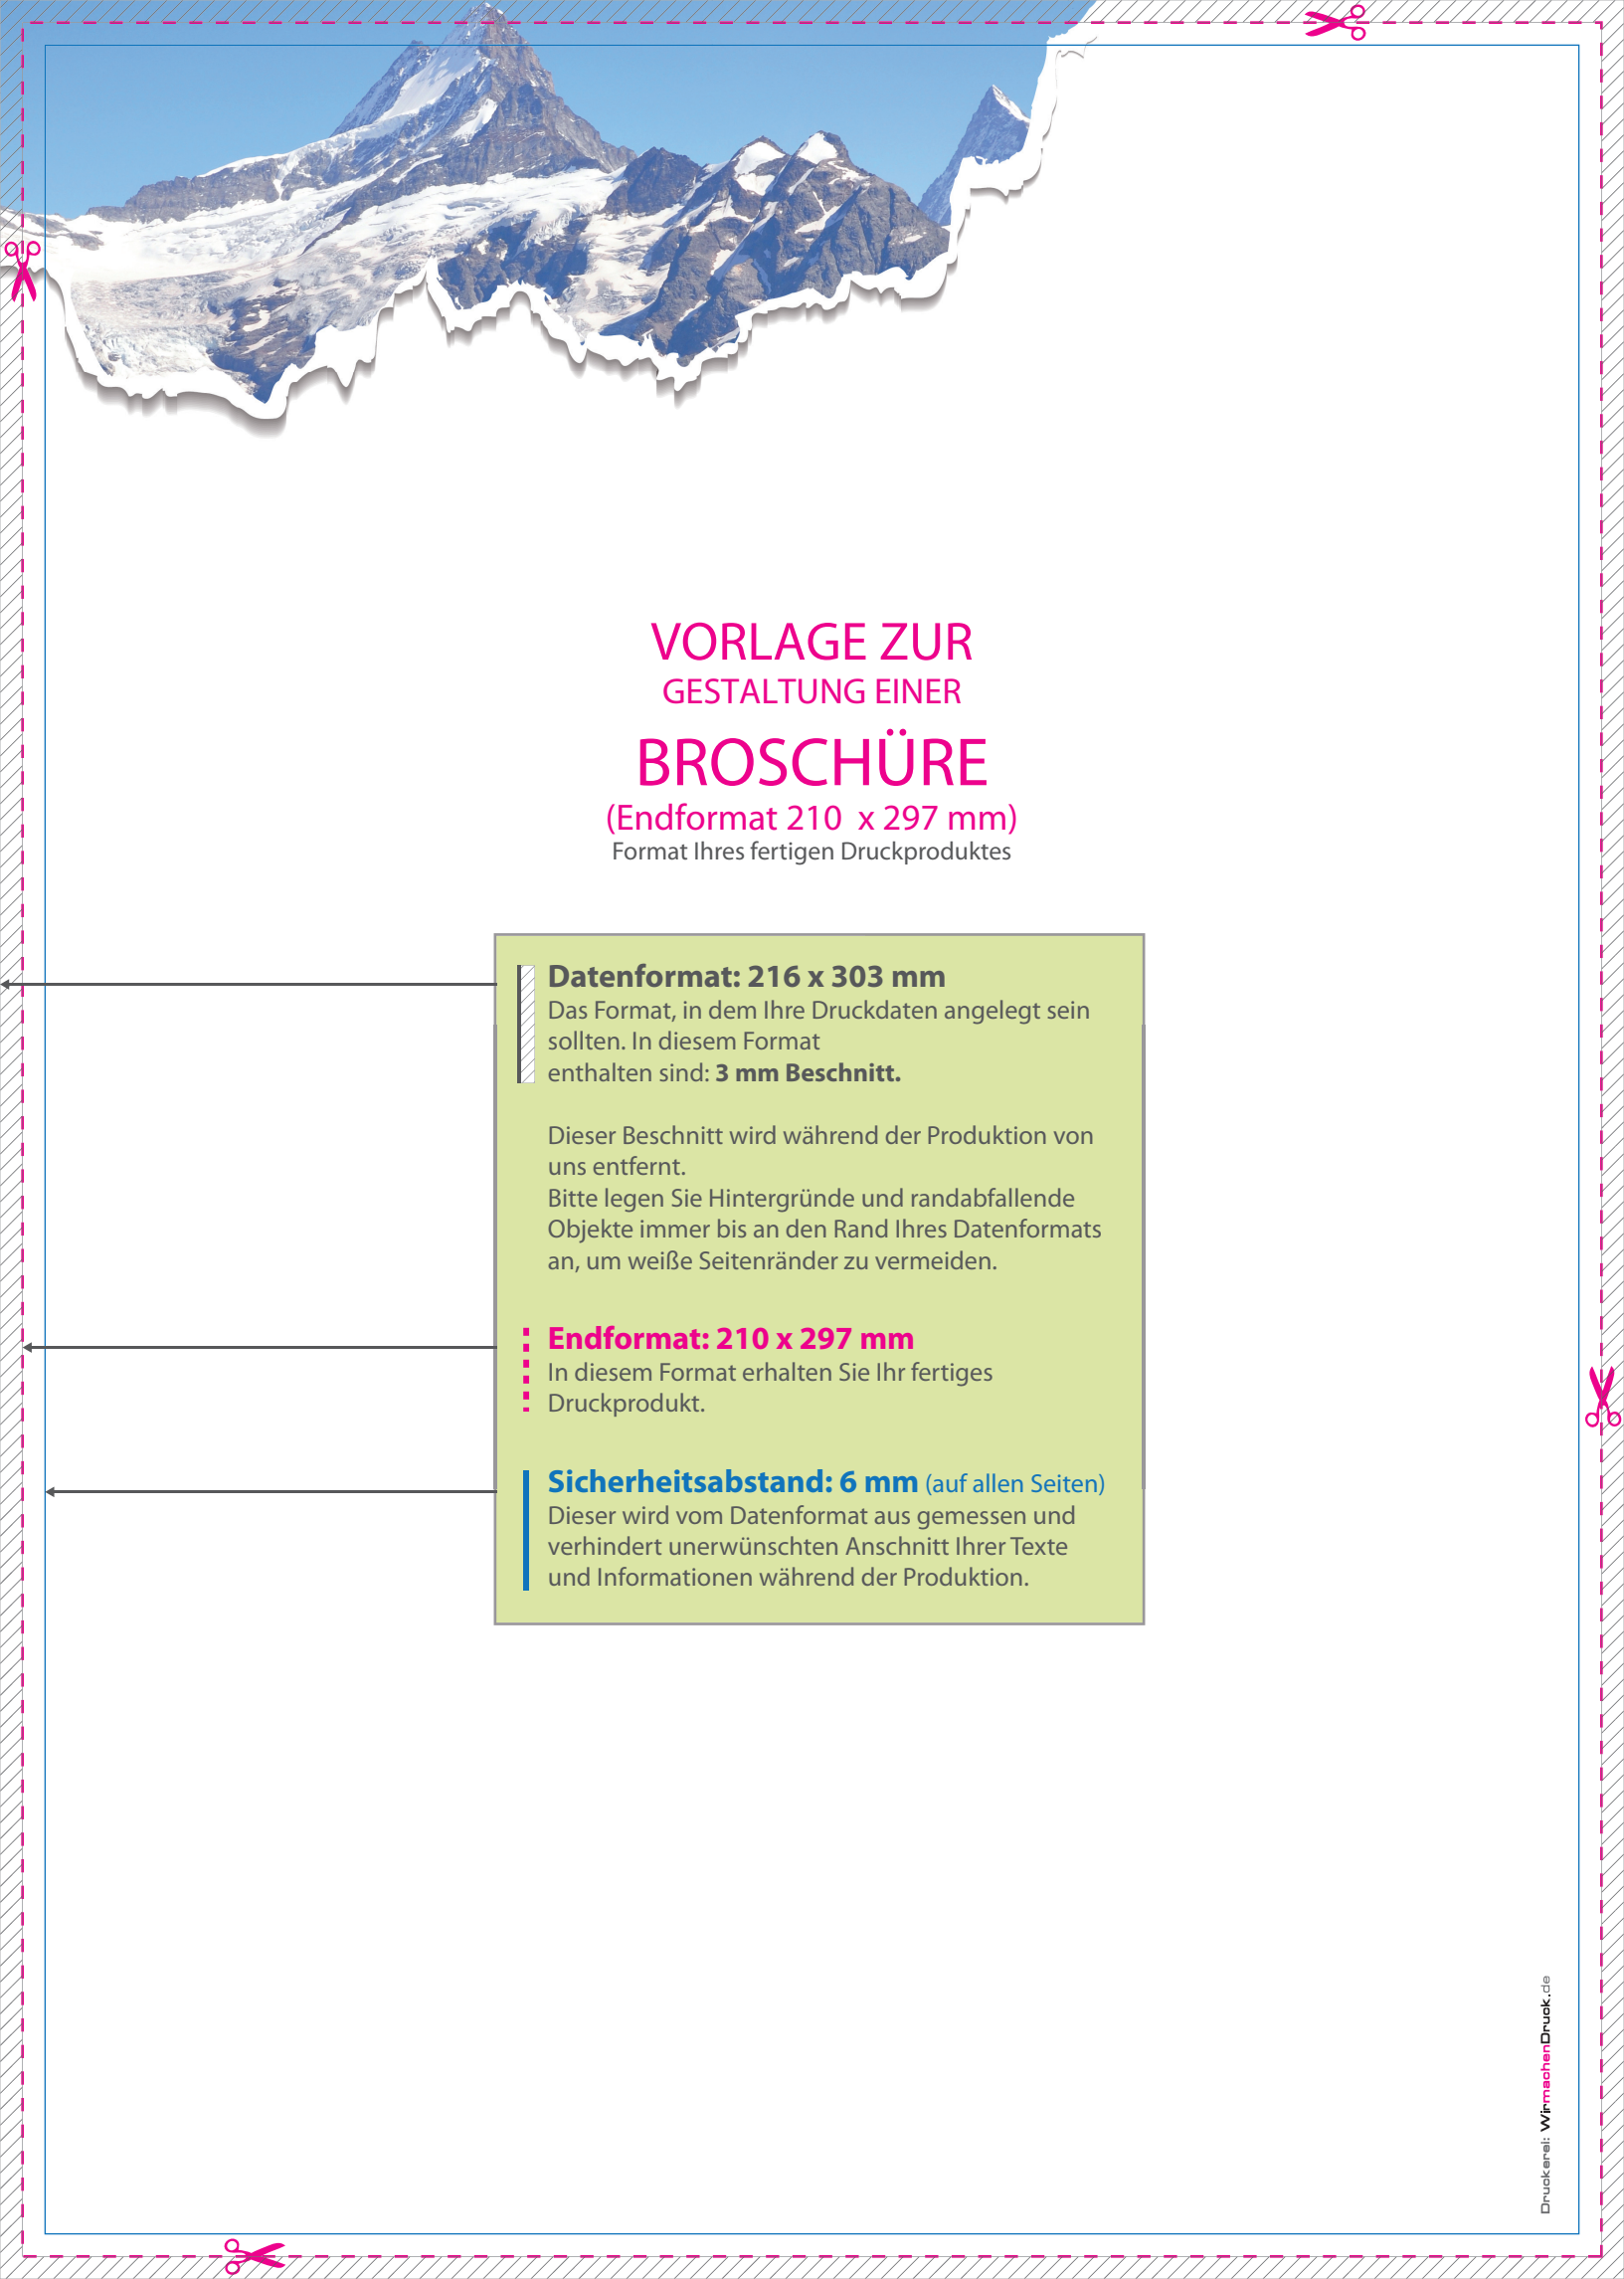 VORLAGE ZUR
GESTALTUNG EINER
BROSCHÜRE
(Endformat 210 x 297 mm)
Format Ihres fertigen Druckproduktes
Datenformat: 216 x 303 mm
Das Format, in dem Ihre Druckdaten angelegt sein
sollten. In diesem Format
enthalten sind: 3 mm Beschnitt.
Dieser Beschnitt wird während der Produktion von
uns entfernt.
Bitte legen Sie Hintergründe und randabfallende
Objekte immer bis an den Rand Ihres Datenformats
an, um weiße Seitenränder zu vermeiden.
Endformat: 210 x 297 mm
In diesem Format erhalten Sie Ihr fertiges
Druckprodukt.
Sicherheitsabstand: 6 mm (auf allen Seiten)
Dieser wird vom Datenformat aus gemessen und
verhindert unerwünschten Anschnitt Ihrer Texte
und Informationen während der Produktion.
Druckerei: WirmachenDruck.de